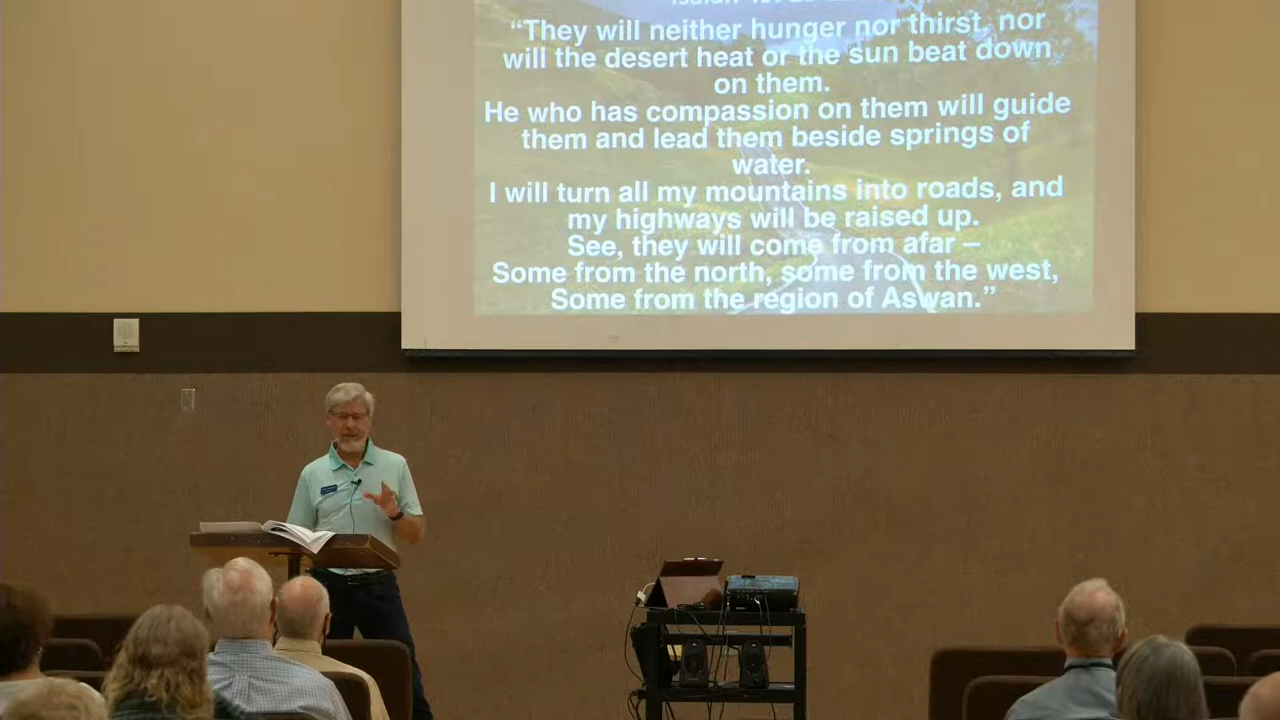 “They will neither hunger nor thirst, nor
will the desert heat or the sun beat down
on them.
He who has compassion on them will guide
them and lead them beside springs of
water.
I will turn all my mountains into roads, and
my highways will be raised up.
See, they will come from afar –
Some from the north, some from the west,
Some from the region of Aswan.”